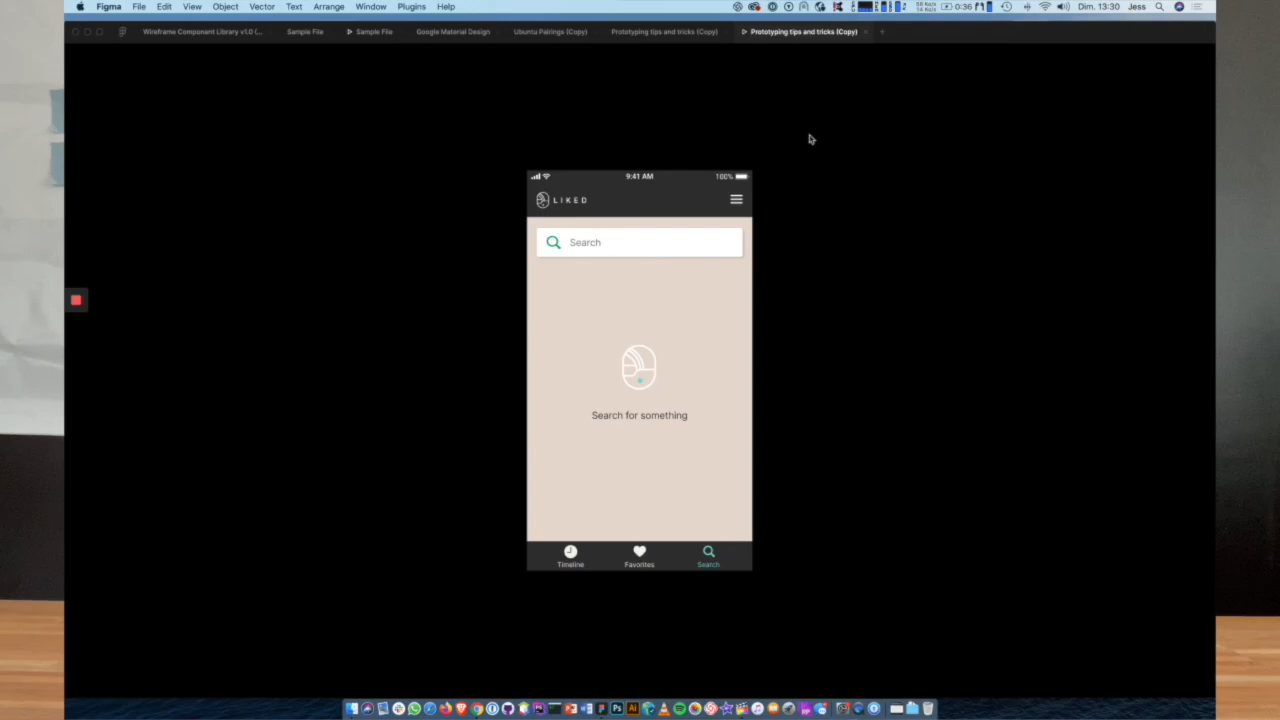 Figma File Edit View Object Vector Text Arrange Window Plugins Help 0:36 Dim. 13:30 Jess
Wireframe Component Library v1.0 (... Sample File Sample File Google Material Design Ubuntu Pairings (Copy) Prototyping tips and tricks (Copy) Prototyping tips and tricks (Copy)
9:41 AM 100%
LIKED
Search
Search for something
Timeline Favorites Search